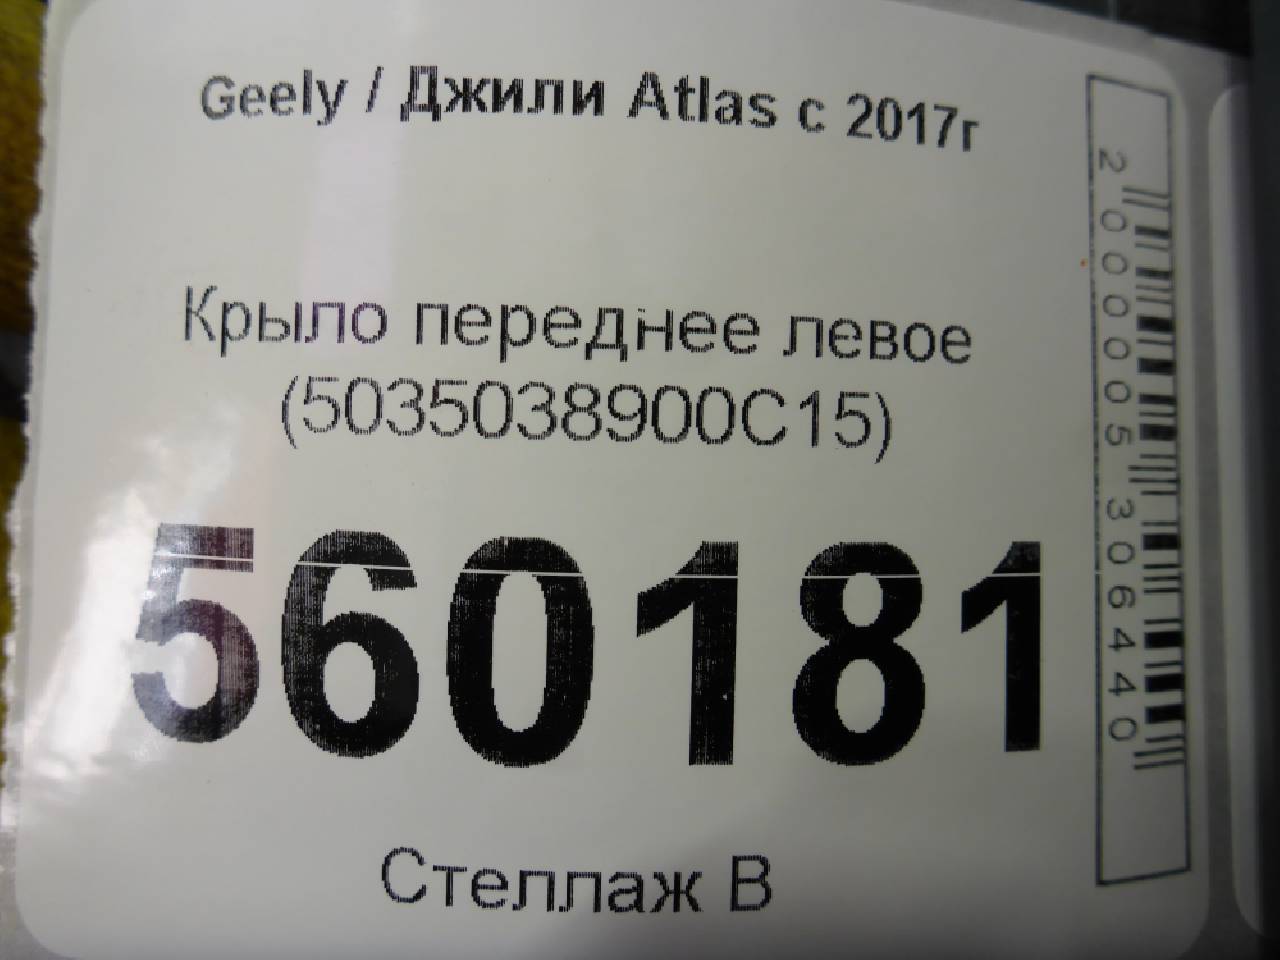 Geely / Джили Atlas с 2017г
Крыло переднее левое
(5035038900C15)
560181
Стеллаж В
2000005306440